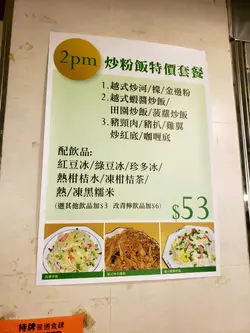 2pm 炒粉飯特價套餐
1.越式炒河/檬/金邊粉
2.越式蝦醬炒飯/
田園炒飯/菠蘿炒飯
3.豬頸肉/豬扒/雞翼
炒紅底/咖喱底
配飲品:
紅豆冰/綠豆冰/珍多冰/
熱柑桔水/凍柑桔茶/
熱/凍黑糯米
(選其他飲品加$3 改青檸飲品加$6)
$53